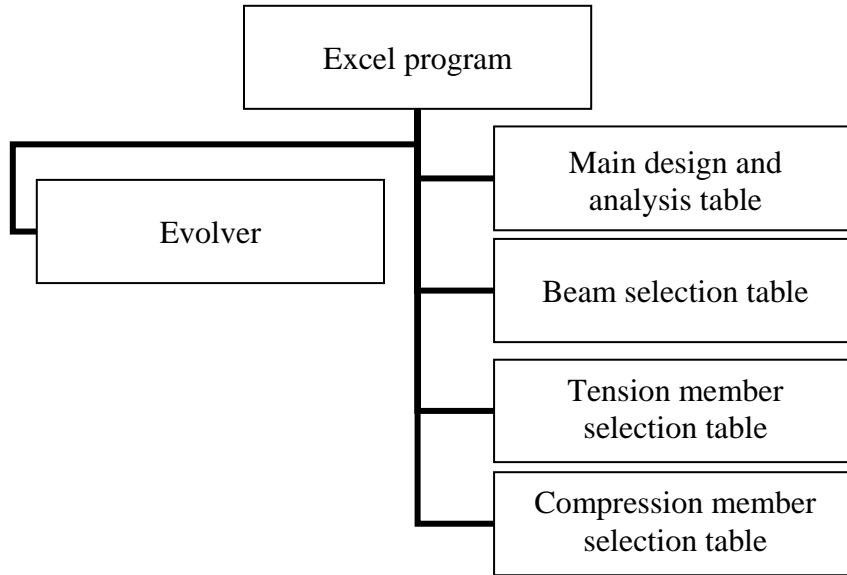 Excel program
Evolver
Main design and
analysis table
Beam selection table
Tension member
selection table
Compression member
selection table